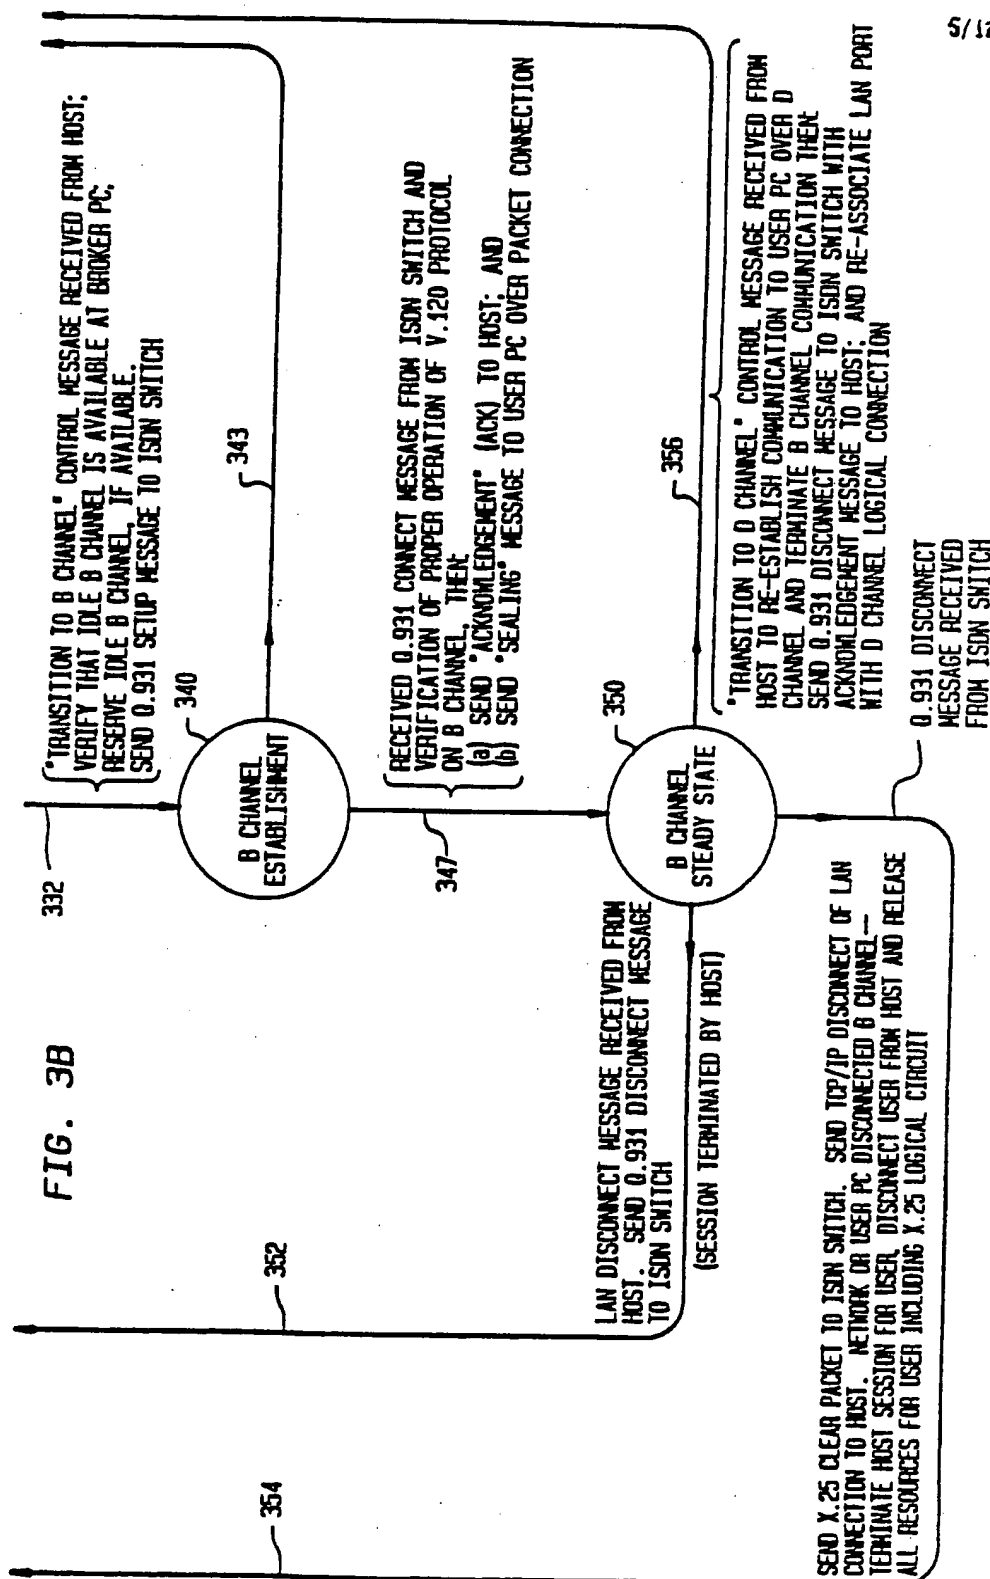 5/12
FIG. 3B
332
"TRANSITION TO B CHANNEL" CONTROL MESSAGE RECEIVED FROM HOST;
VERIFY THAT IDLE B CHANNEL IS AVAILABLE AT BROKER PC,
RESERVE IDLE B CHANNEL, IF AVAILABLE.
SEND Q.931 SETUP MESSAGE TO ISDN SWITCH
340
B CHANNEL
ESTABLISHMENT
343
RECEIVED Q.931 CONNECT MESSAGE FROM ISDN SWITCH AND
VERIFICATION OF PROPER OPERATION OF V.120 PROTOCOL
ON B CHANNEL, THEN:
(a) SEND "ACKNOWLEDGEMENT" (ACK) TO HOST; AND
(b) SEND "SEALING" MESSAGE TO USER PC OVER PACKET CONNECTION
347
350
B CHANNEL
STEADY STATE
356
"TRANSITION TO D CHANNEL" CONTROL MESSAGE RECEIVED FROM
HOST TO RE-ESTABLISH COMMUNICATION TO USER PC OVER D
CHANNEL AND TERMINATE B CHANNEL COMMUNICATION THEN:
SEND Q.931 DISCONNECT MESSAGE TO ISDN SWITCH WITH
ACKNOWLEDGEMENT MESSAGE TO HOST; AND RE-ASSOCIATE LAN PORT
WITH D CHANNEL LOGICAL CONNECTION
352
LAN DISCONNECT MESSAGE RECEIVED FROM
HOST. SEND Q.931 DISCONNECT MESSAGE
TO ISDN SWITCH
(SESSION TERMINATED BY HOST)
Q.931 DISCONNECT
MESSAGE RECEIVED
FROM ISDN SWITCH
354
SEND X.25 CLEAR PACKET TO ISDN SWITCH. SEND TCP/IP DISCONNECT OF LAN
CONNECTION TO HOST. NETWORK OR USER PC DISCONNECTED B CHANNEL--
TERMINATE HOST SESSION FOR USER, DISCONNECT USER FROM HOST AND RELEASE
ALL RESOURCES FOR USER INCLUDING X.25 LOGICAL CIRCUIT